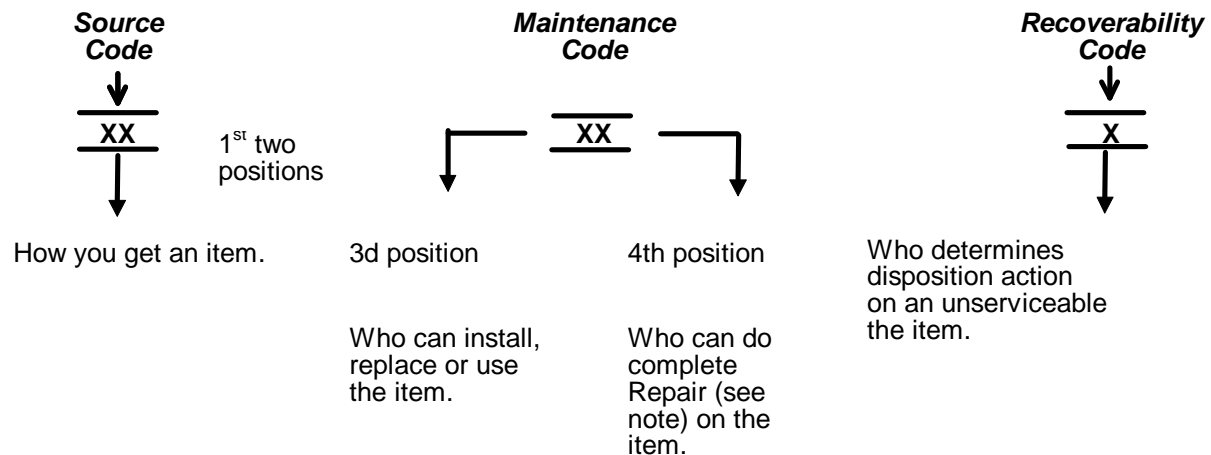 Source
Code
Maintenance
Code
Recoverability
Code
XX
1st two
positions
XX
X
How you get an item.
3d position
4th position
Who determines
disposition action
on an unserviceable
the item.
Who can install,
replace or use
the item.
Who can do
complete
Repair (see
note) on the
item.